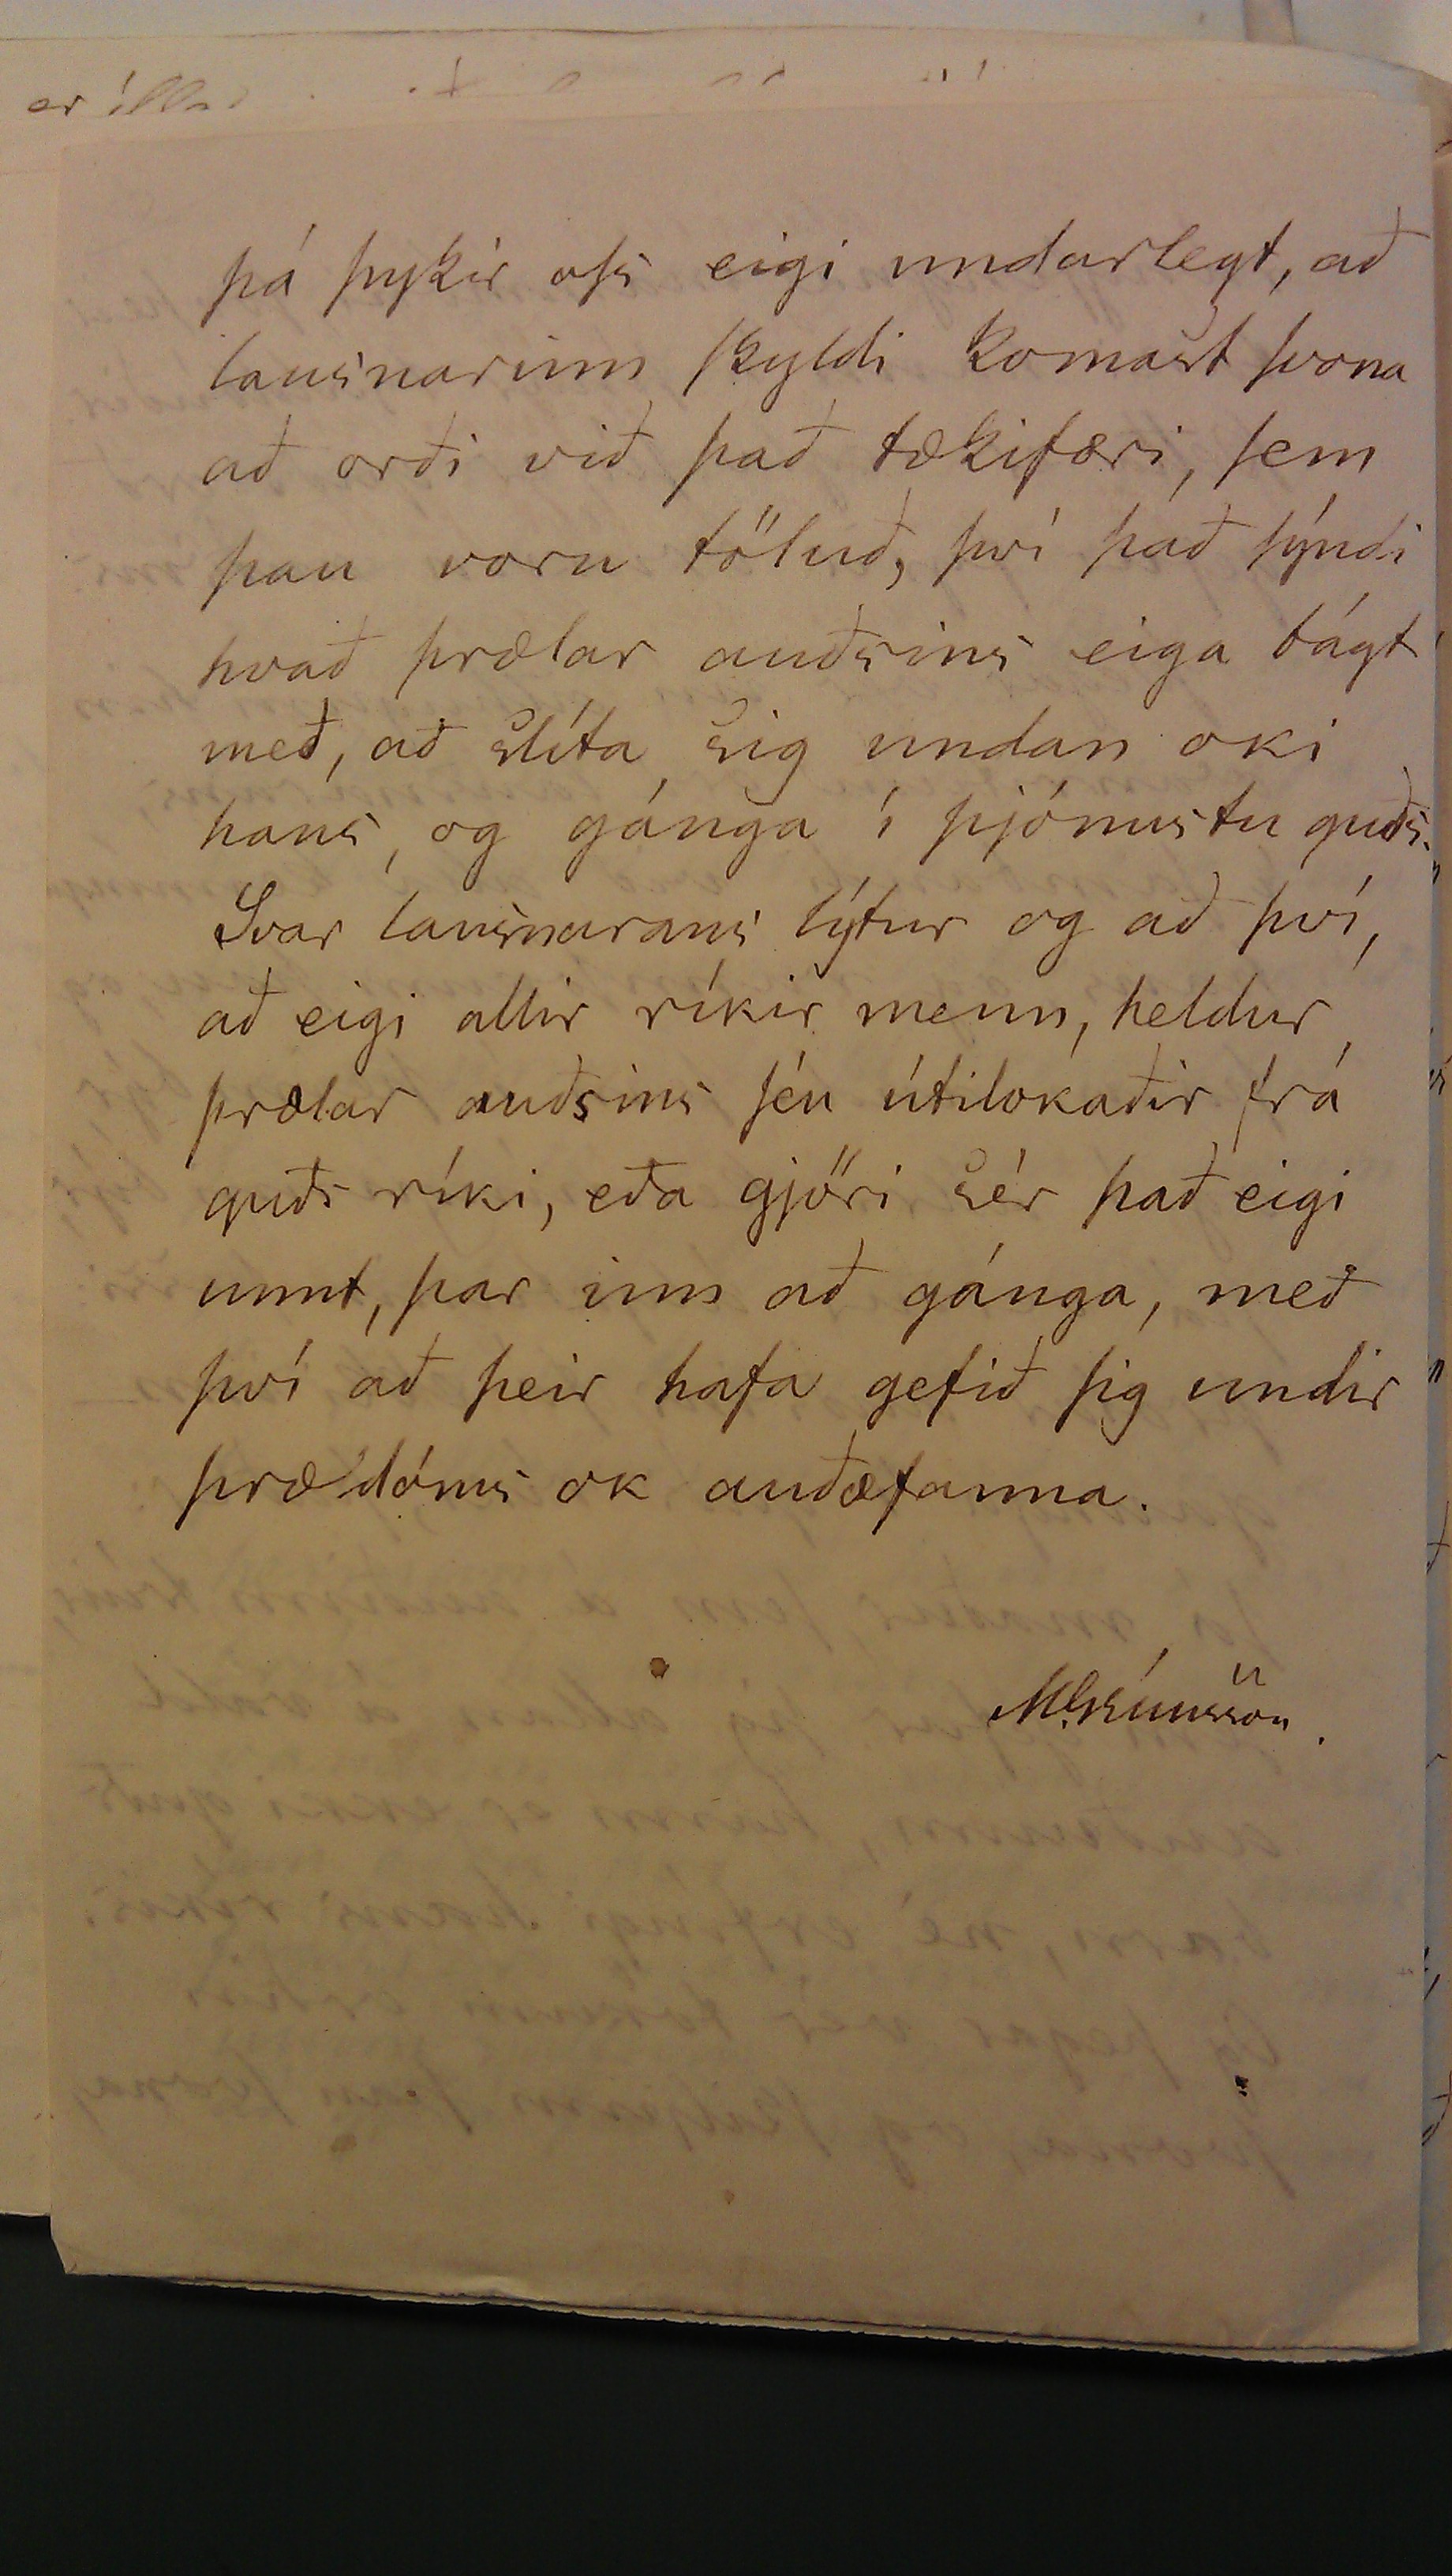 þá þykir oss eigi undarlegt, að
lausnarinn skyldi komast svona
að orði við það tækifæri, sem
þau voru töluð, því það sýndi
hvað þrælar auðsins eiga bágt
með, að slíta sig undan oki
hans, og gánga í þjónustu guðs.
Svar lausnarans lýtur og að því,
að eigi allir ríkir menn, heldur
þrælar auðsins séu útilokaðir frá
guðs ríki, eða gjöri sér það eigi
unnt, þar inn að gánga, með
því að þeir hafa gefið sig undir
þrældóms ok auðæfanna.
M. Grímsson.